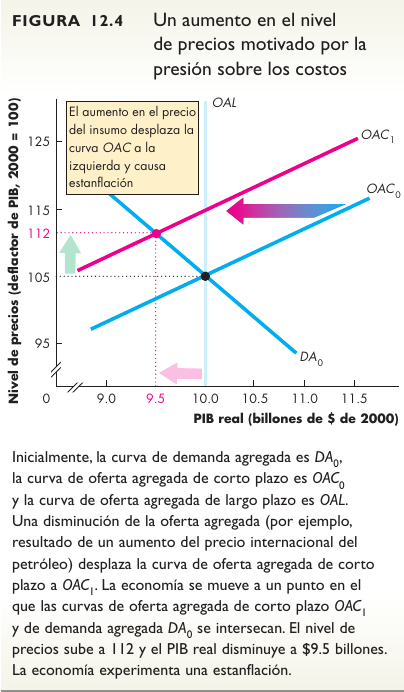 FIGURA 12.4
Un aumento en el nivel
de precios motivado por la
presión sobre los costos
Nivel de precios (deflactor de PIB, 2000 = 100)
El aumento en el precio
del insumo desplaza la
curva OAC a la
izquierda y causa
estanflación
OAL
OAC1
OAC0
DA0
125
115
112
105
95
0
9.0
9.5
10.0
10.5
11.0
11.5
PIB real (billones de $ de 2000)
Inicialmente, la curva de demanda agregada es DA0,
la curva de oferta agregada de corto plazo es OAC0
y la curva de oferta agregada de largo plazo es OAL.
Una disminución de la oferta agregada (por ejemplo,
resultado de un aumento del precio internacional del
petróleo) desplaza la curva de oferta agregada de corto
plazo a OAC1. La economía se mueve a un punto en el
que las curvas de oferta agregada de corto plazo OAC1
y de demanda agregada DA0 se intersecan. El nivel de
precios sube a 112 y el PIB real disminuye a $9.5 billones.
La economía experimenta una estanflación.